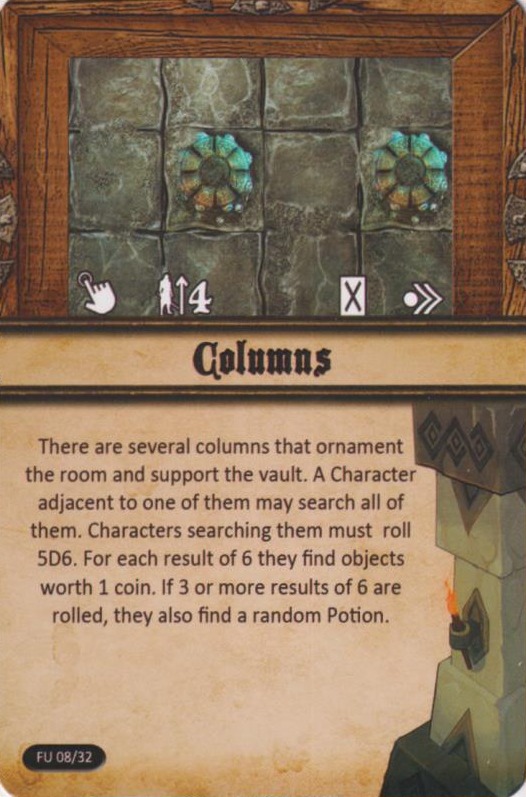 4
X
Columns
There are several columns that ornament
the room and support the vault. A Character
adjacent to one of them may search all of
them. Characters searching them must roll
5D6. For each result of 6 they find objects
worth 1 coin. If 3 or more results of 6 are
rolled, they also find a random Potion.
FU 08/32